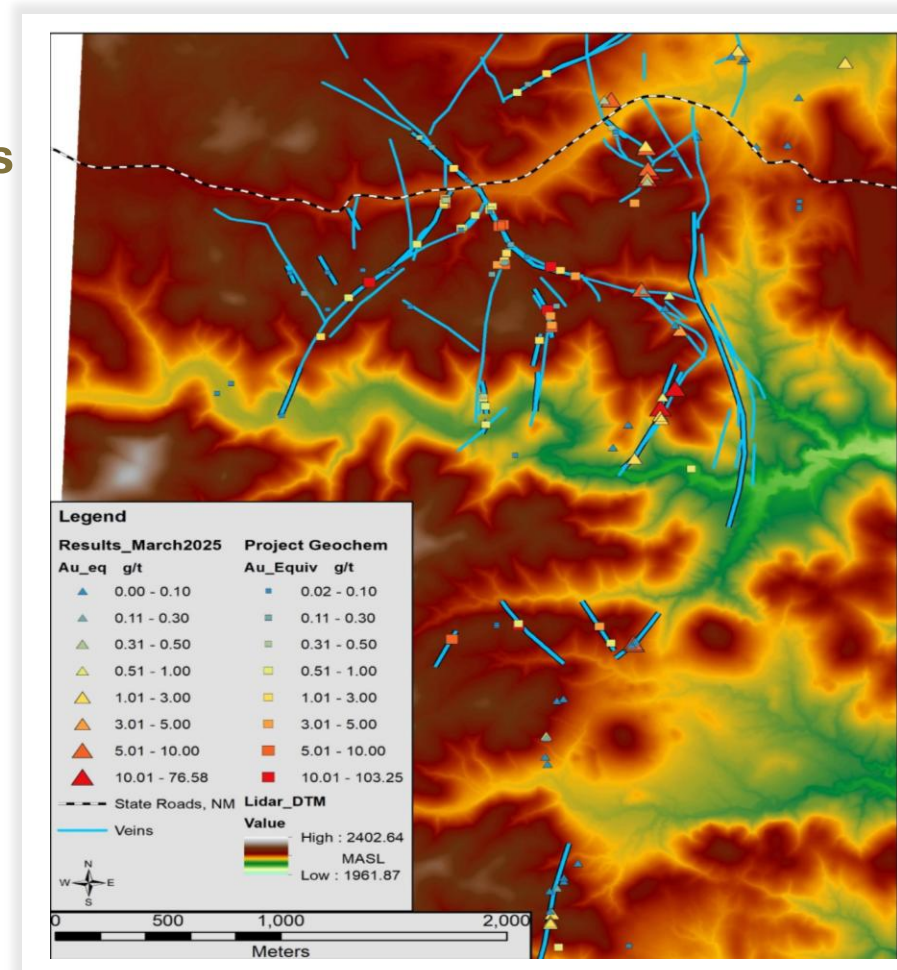 s
Legend
Results_March2025 Project Geochem
Au_eq g/t Au_Equiv g/t
0.00 - 0.10 0.02 - 0.10
0.11 - 0.30 0.11 - 0.30
0.31 - 0.50 0.31 - 0.50
0.51 - 1.00 0.51 - 1.00
1.01 - 3.00 1.01 - 3.00
3.01 - 5.00 3.01 - 5.00
5.01 - 10.00 5.01 - 10.00
10.01 - 76.58 10.01 - 103.25
State Roads, NM Lidar_DTM
Value
Veins High : 2402.64
MASL
Low : 1961.87
N
W E
S
0 500 1,000 2,000
Meters